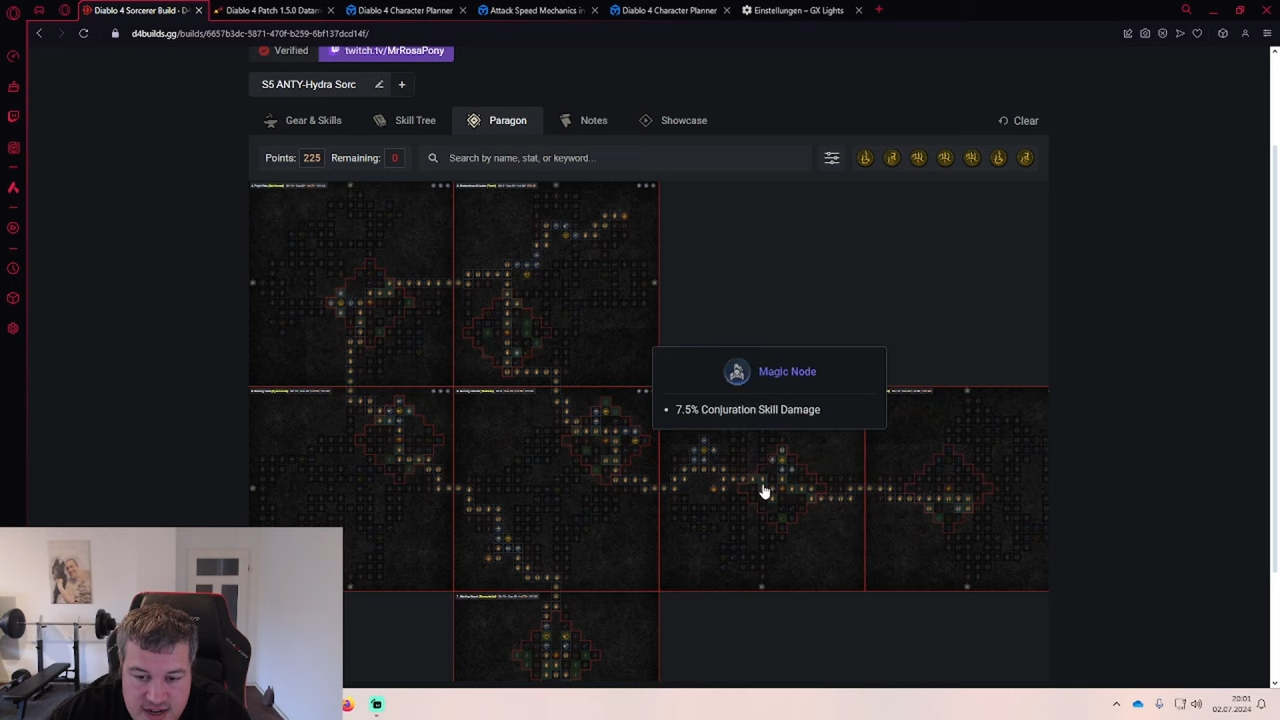 Diablo 4 Sorcerer Build - D4
Diablo 4 Patch 1.5.0 Datam
Diablo 4 Character Planner
Attack Speed Mechanics in
Diablo 4 Character Planner
Einstellungen – GX Lights
d4builds.gg/builds/6657b3dc-5871-470f-b259-6bf137dcd14f/
Verified
twitch.tv/MrRosaPony
S5 ANTY-Hydra Sorc
Gear & Skills
Skill Tree
Paragon
Notes
Showcase
Clear
Points: 225
Remaining: 0
Search by name, stat, or keyword...
Magic Node
• 7.5% Conjuration Skill Damage
20:01
02.07.2024